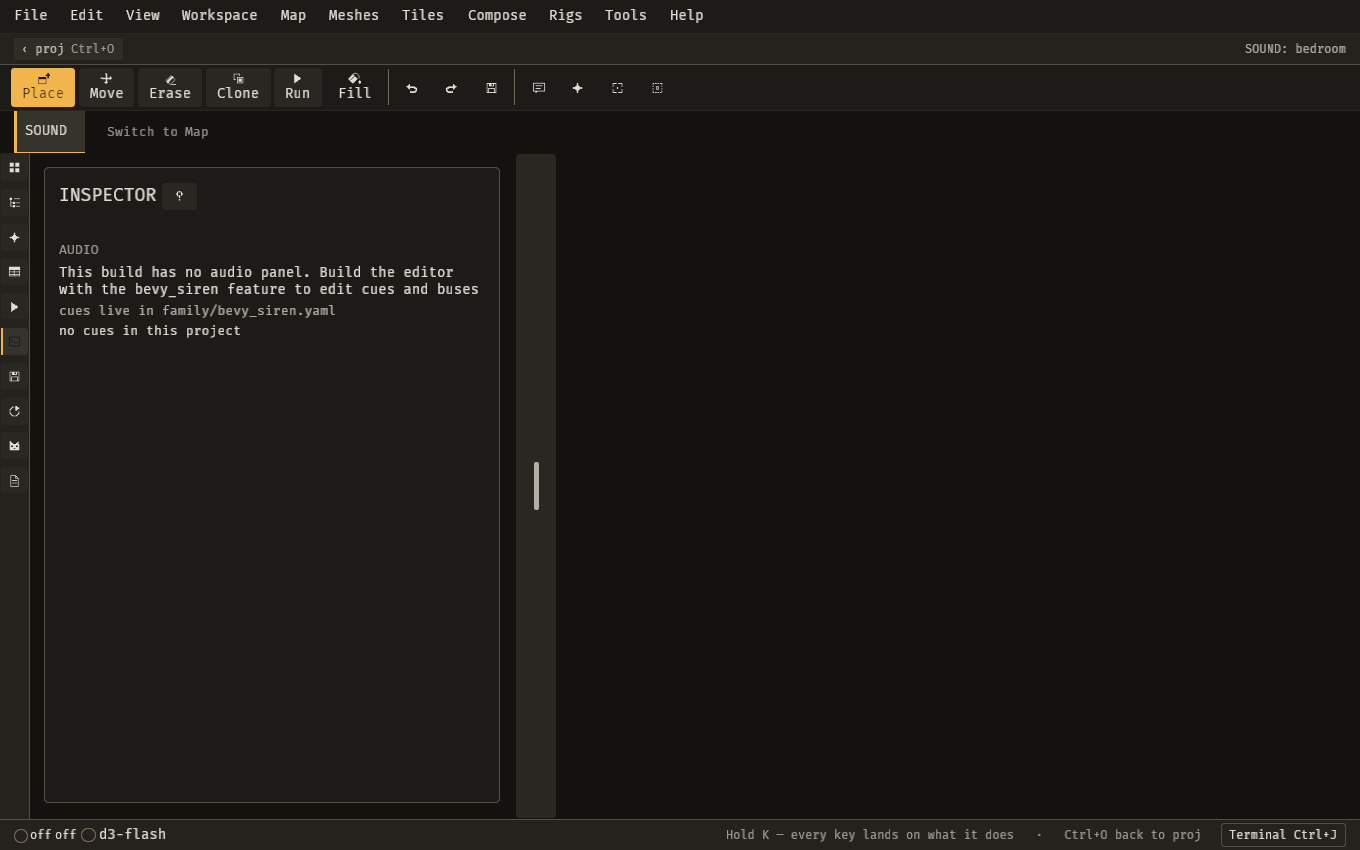 File Edit View Workspace Map Meshes Tiles Compose Rigs Tools Help
‹ proj Ctrl+O
SOUND: bedroom
Place Move Erase Clone Run Fill
SOUND Switch to Map
INSPECTOR
AUDIO
This build has no audio panel. Build the editor
with the bevy_siren feature to edit cues and buses
cues live in family/bevy_siren.yaml
no cues in this project
off off d3-flash
Hold K — every key lands on what it does · Ctrl+O back to proj Terminal Ctrl+J